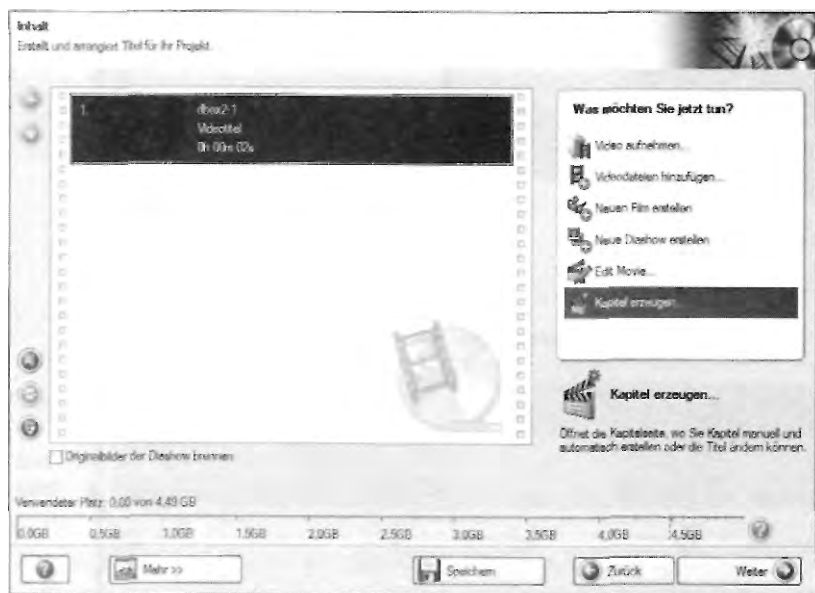 Inhalt
Erstellt und arrangiert Titel für Ihr Projekt.
1
dbox2-1
Videotitel
0h 00m 02s
Was möchten Sie jetzt tun?
Video aufnehmen...
Videodateien hinzufügen...
Neuen Film erstellen
Neue Diashow erstellen
Edit Movie...
Kapitel erzeugen...
Kapitel erzeugen...
Öffnet die Kapitelseite, wo Sie Kapitel manuell und
automatisch erstellen oder die Titel ändern können.
Originalbilder der Diashow brennen
Verwendeter Platz: 0,00 von 4.49 GB
0.0GB 0.5GB 1.0GB 1.5GB 2.0GB 2.5GB 3.0GB 3.5GB 4.0GB 4.5GB
Mehr >> Speichern Zurück Weiter